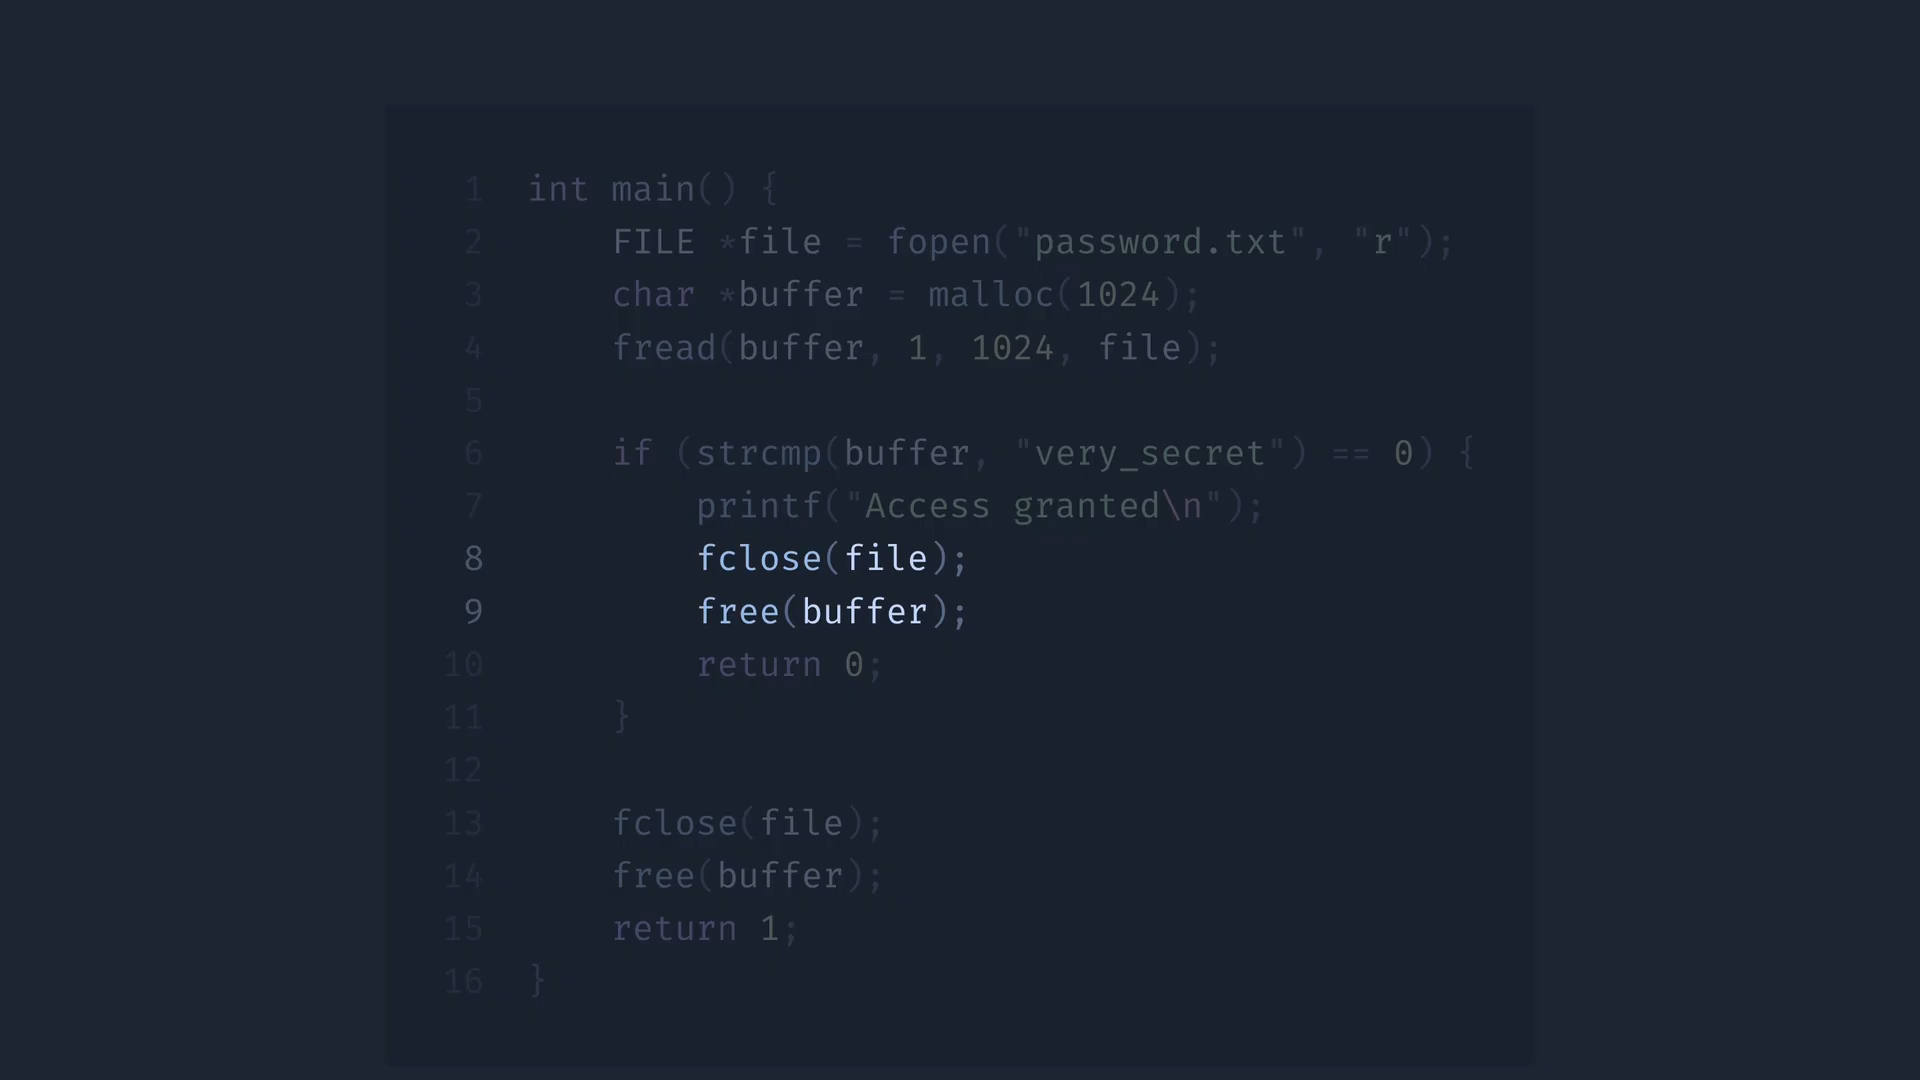 1 int main() {
2 FILE *file = fopen("password.txt", "r");
3 char *buffer = malloc(1024);
4 fread(buffer, 1, 1024, file);
5
6 if (strcmp(buffer, "very_secret") == 0) {
7 printf("Access granted\n");
8 fclose(file);
9 free(buffer);
10 return 0;
11 }
12
13 fclose(file);
14 free(buffer);
15 return 1;
16 }